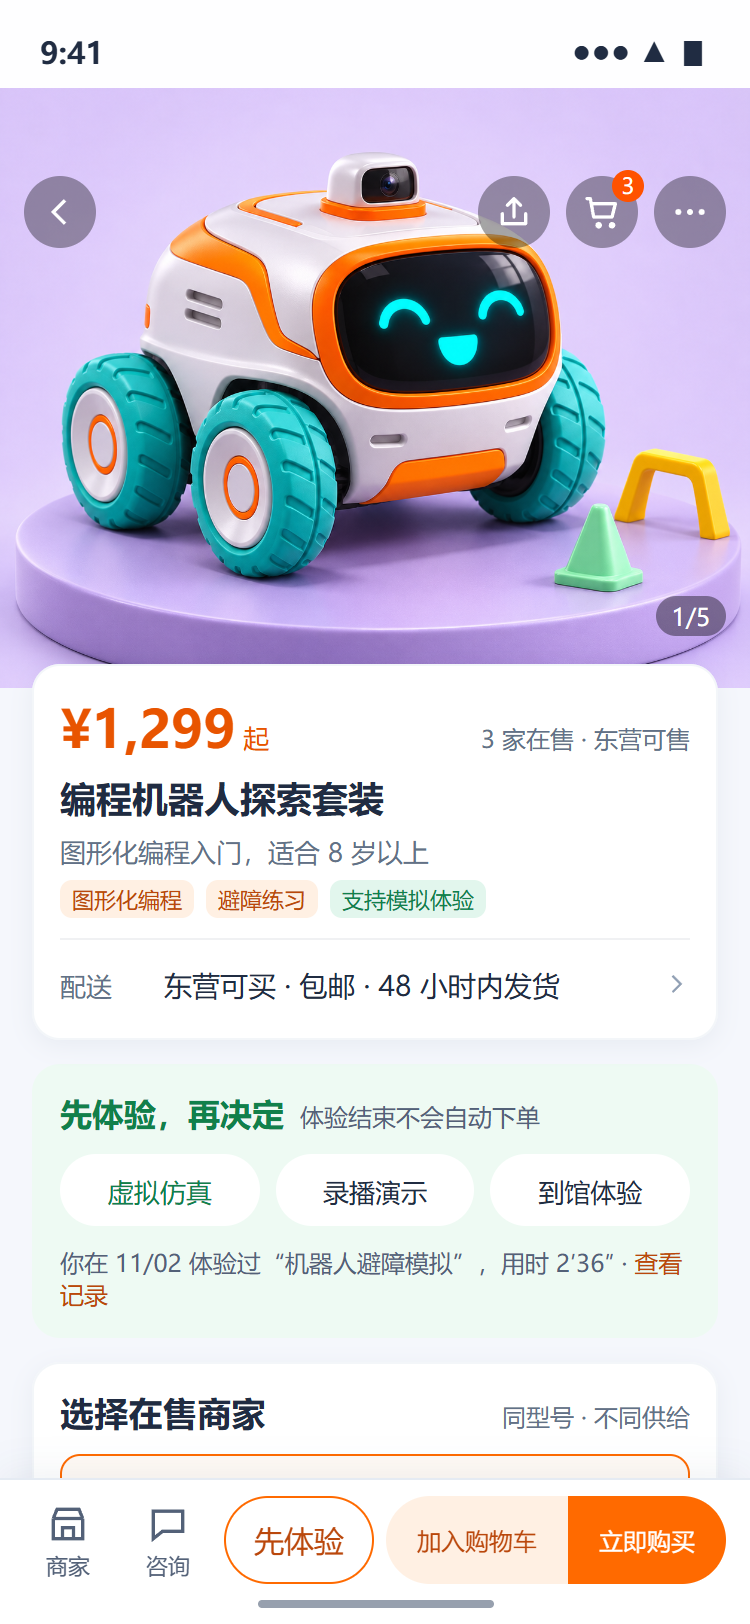 9:41
3
1/5
¥1,299 起
3 家在售 · 东营可售
编程机器人探索套装
图形化编程入门，适合 8 岁以上
图形化编程 避障练习 支持模拟体验
配送 东营可买 · 包邮 · 48 小时内发货
先体验，再决定 体验结束不会自动下单
虚拟仿真 录播演示 到馆体验
你在 11/02 体验过“机器人避障模拟”，用时 2′36″ · 查看
记录
选择在售商家 同型号 · 不同供给
商家 咨询 先体验 加入购物车 立即购买